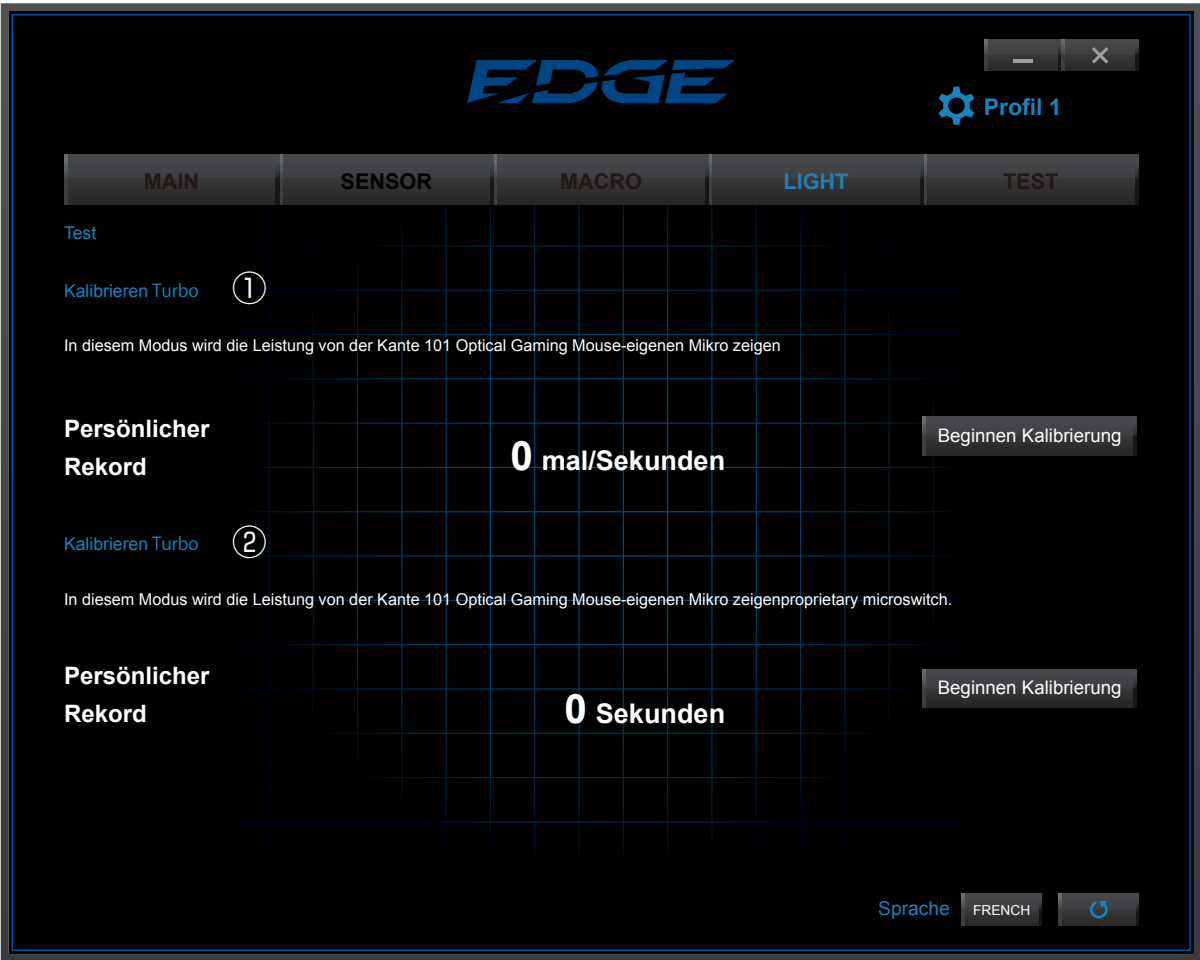 EDGE
Profil 1
MAIN SENSOR MACRO LIGHT TEST
Test
Kalibrieren Turbo ①
In diesem Modus wird die Leistung von der Kante 101 Optical Gaming Mouse-eigenen Mikro zeigen
Persönlicher
Rekord
0 mal/Sekunden
Beginnen Kalibrierung
Kalibrieren Turbo ②
In diesem Modus wird die Leistung von der Kante 101 Optical Gaming Mouse-eigenen Mikro zeigenproprietary microswitch.
Persönlicher
Rekord
0 Sekunden
Beginnen Kalibrierung
Sprache FRENCH